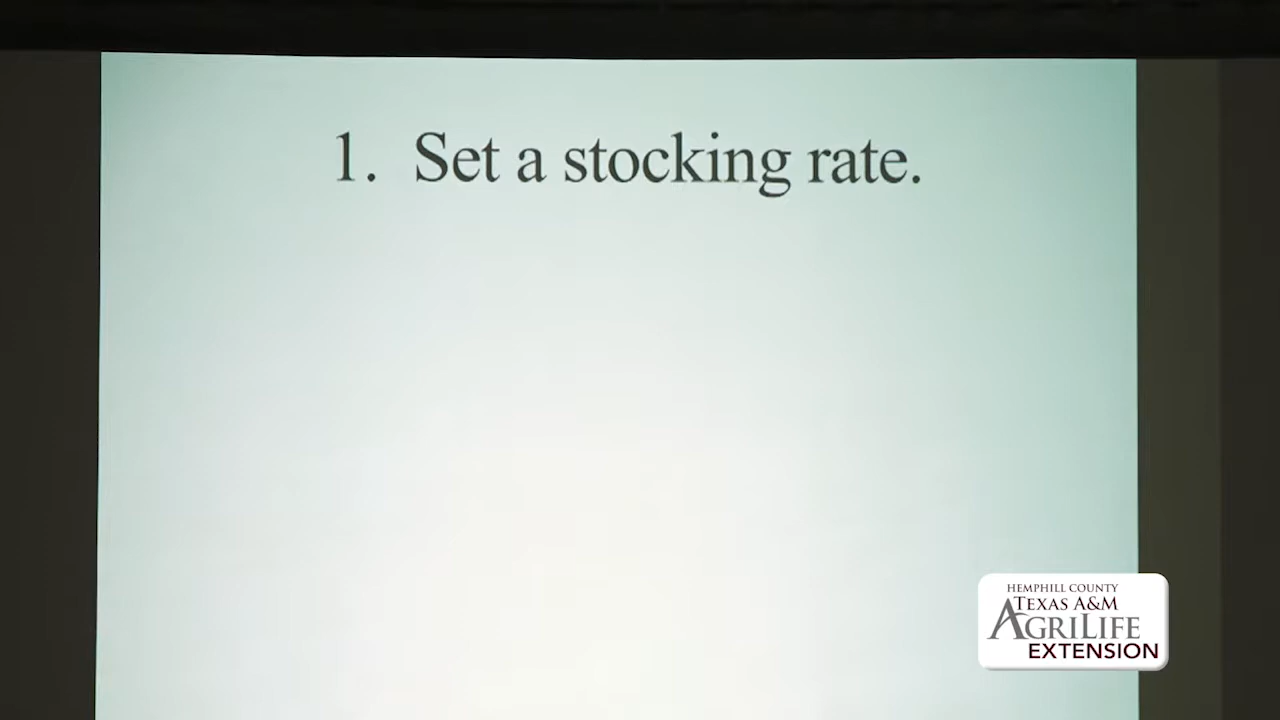 1. Set a stocking rate.
HEMPHILL COUNTY
TEXAS A&M
AGRILIFE
EXTENSION